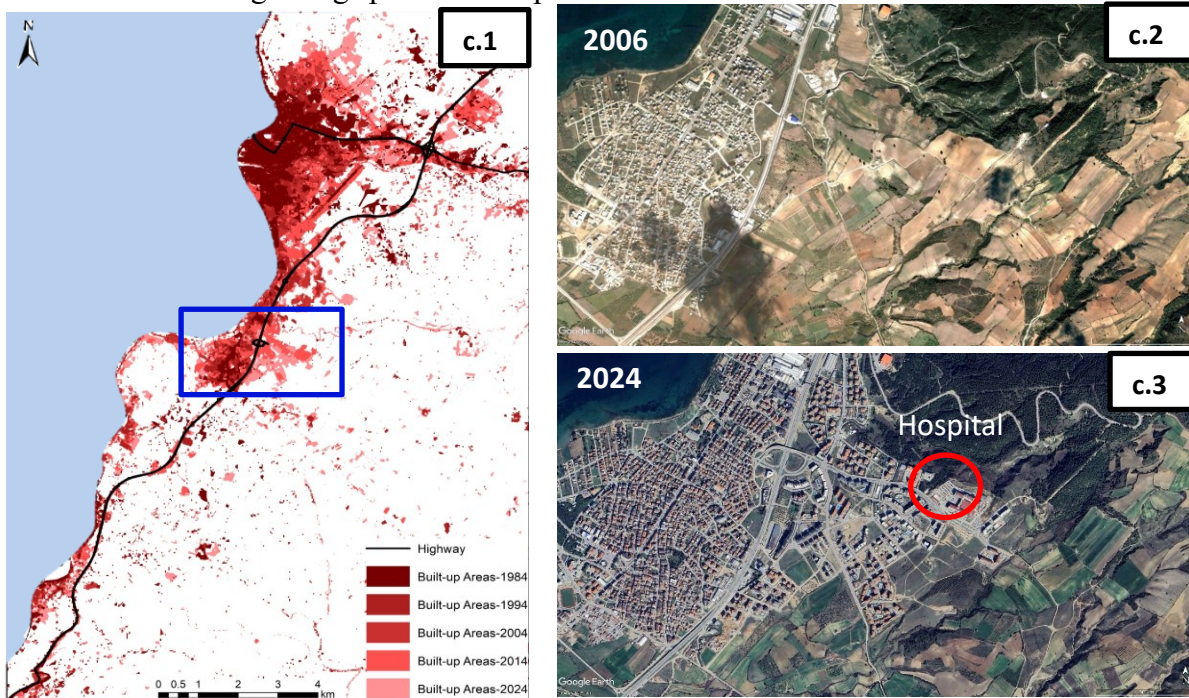 c.1
N
Highway
Built-up Areas-1984
Built-up Areas-1994
Built-up Areas-2004
Built-up Areas-2014
Built-up Areas-2024
0 0.5 1 2 3 4
km
2006
c.2
Google Earth
2024
c.3
Hospital
Google Earth